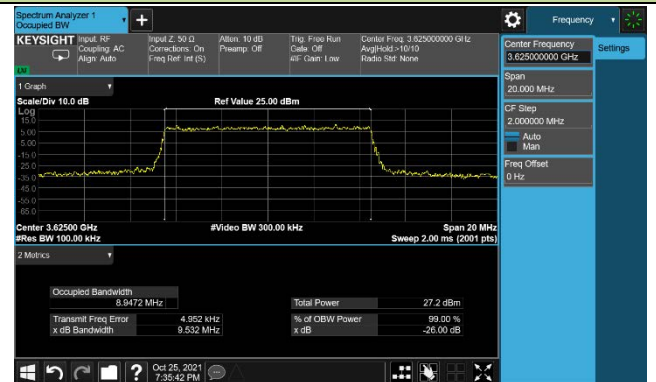 Spectrum Analyzer 1
Occupied BW
+
Frequency
KEYSIGHT
Input: RF
Coupling: AC
Align: Auto
Input Z: 50 Ω
Corrections: On
Freq Ref: Int (S)
Atten: 10 dB
Preamp: Off
Trig: Free Run
Gate: Off
#IF Gain: Low
Center Freq: 3.625000000 GHz
Avg|Hold:>10/10
Radio Std: None
Center Frequency
3.625000000 GHz
Settings
Span
20.000 MHz
CF Step
2.000000 MHz
Auto
Man
Freq Offset
0 Hz
1 Graph
Scale/Div 10.0 dB
Ref Value 25.00 dBm
Log
15.0
5.00
-5.00
-15.0
-25.0
-35.0
-45.0
-55.0
-65.0
Center 3.62500 GHz
#Video BW 300.00 kHz
Span 20 MHz
#Res BW 100.00 kHz
Sweep 2.00 ms (2001 pts)
2 Metrics
Occupied Bandwidth
8.9472 MHz
Total Power
27.2 dBm
Transmit Freq Error
4.952 kHz
% of OBW Power
99.00 %
x dB Bandwidth
9.532 MHz
x dB
-26.00 dB
?
Oct 25, 2021
7:35:42 PM